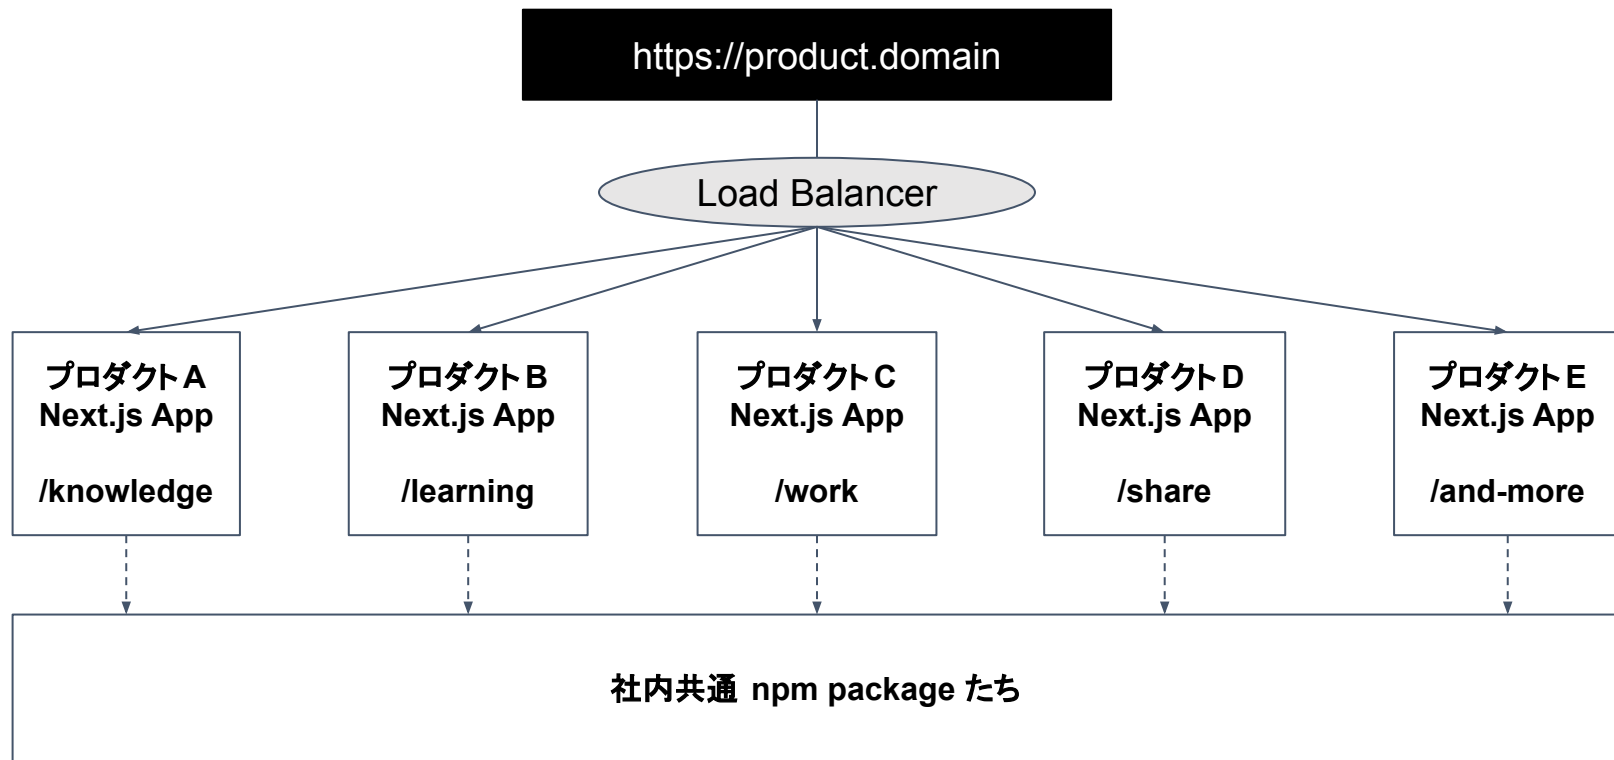 https://product.domain
Load Balancer
プロダクトA
Next.js App
/knowledge
プロダクトB
Next.js App
/learning
プロダクトC
Next.js App
/work
プロダクトD
Next.js App
/share
プロダクトE
Next.js App
/and-more
社内共通 npm package たち